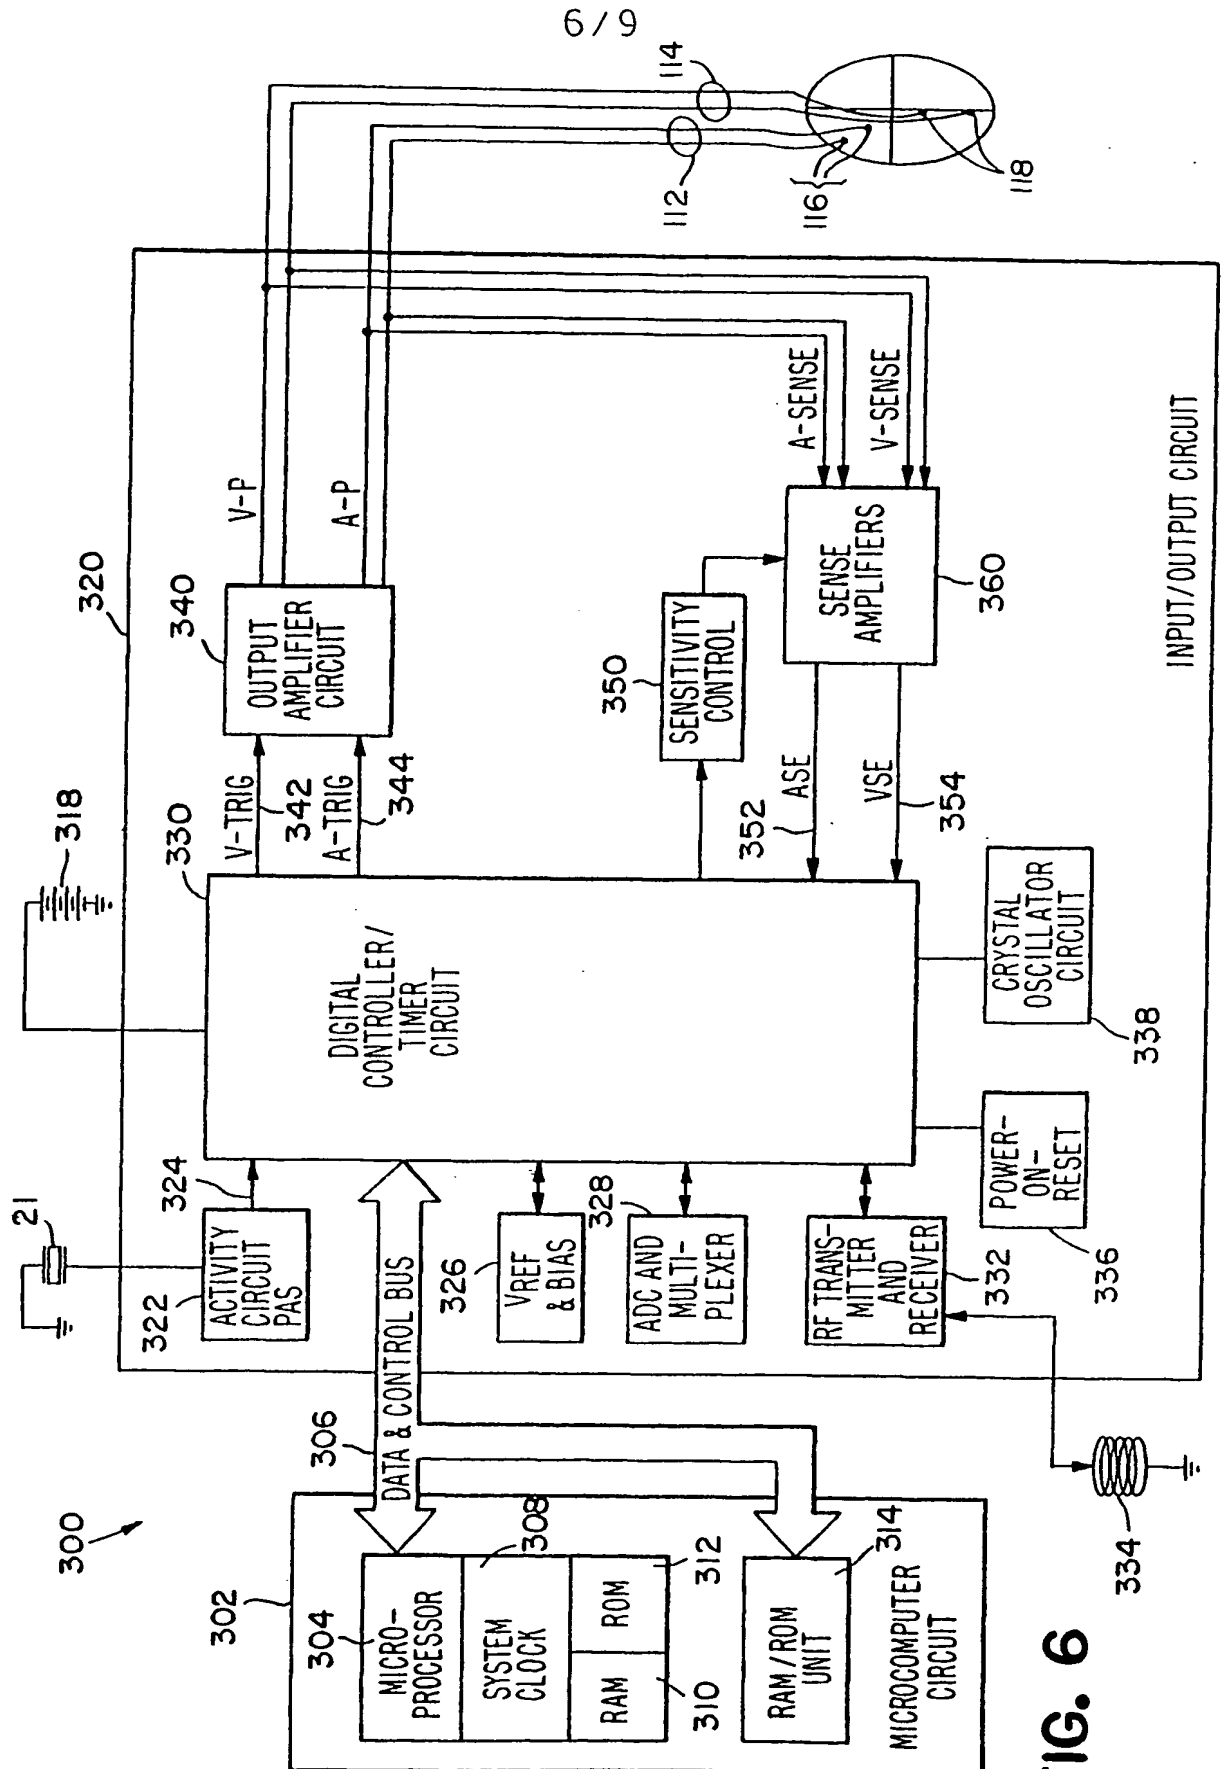 6/9
300
302
304
MICRO-
PROCESSOR
SYSTEM
CLOCK
308
RAM
ROM
310
312
RAM/ROM
UNIT
314
MICROCOMPUTER
CIRCUIT
306
DATA & CONTROL BUS
21
322
ACTIVITY
CIRCUIT
PAS
324
326
VREF
& BIAS
328
ADC AND
MULTI-
PLEXER
RF TRANS-
MITTER
AND
RECEIVER
332
334
POWER-
ON-
RESET
336
CRYSTAL
OSCILLATOR
CIRCUIT
338
318
320
330
DIGITAL
CONTROLLER/
TIMER
CIRCUIT
V-TRIG
342
A-TRIG
344
340
OUTPUT
AMPLIFIER
CIRCUIT
V-P
A-P
350
SENSITIVITY
CONTROL
352
ASE
VSE
354
SENSE
AMPLIFIERS
360
A-SENSE
V-SENSE
INPUT/OUTPUT CIRCUIT
112
114
116
118
FIG. 6